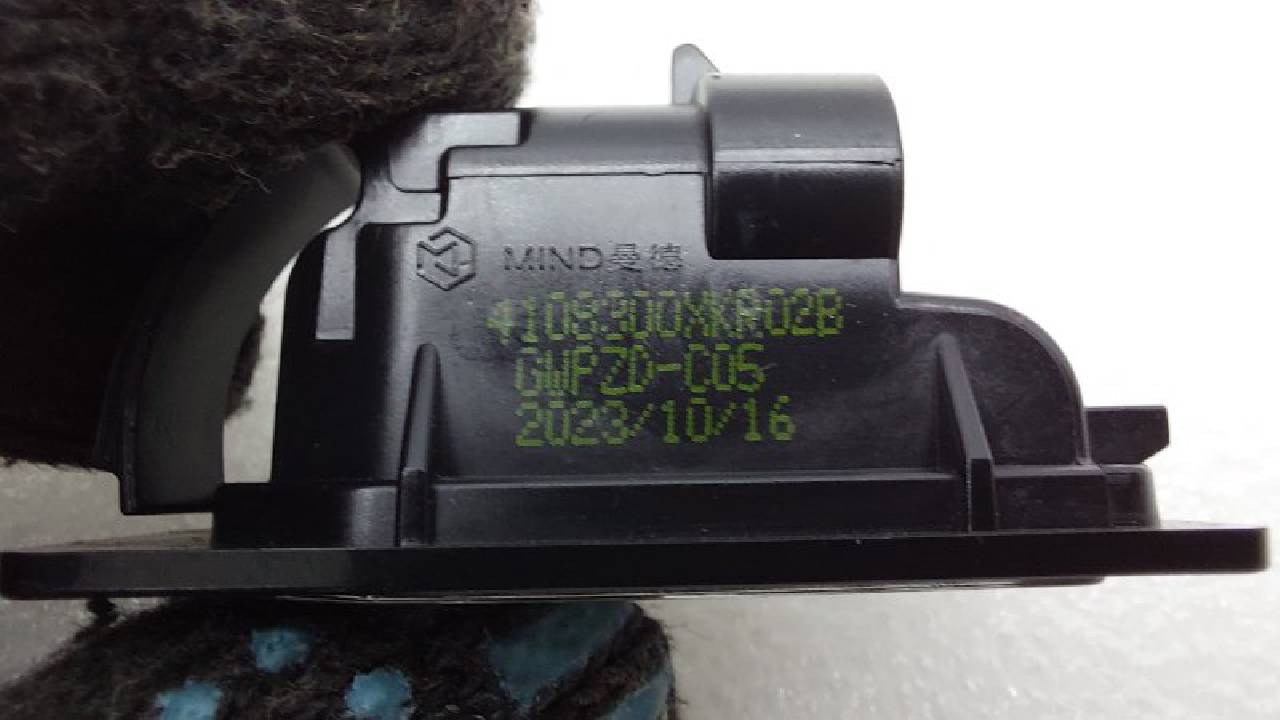 MIND曼德
4108300XKR02B
GWPZD-C05
2023/10/16